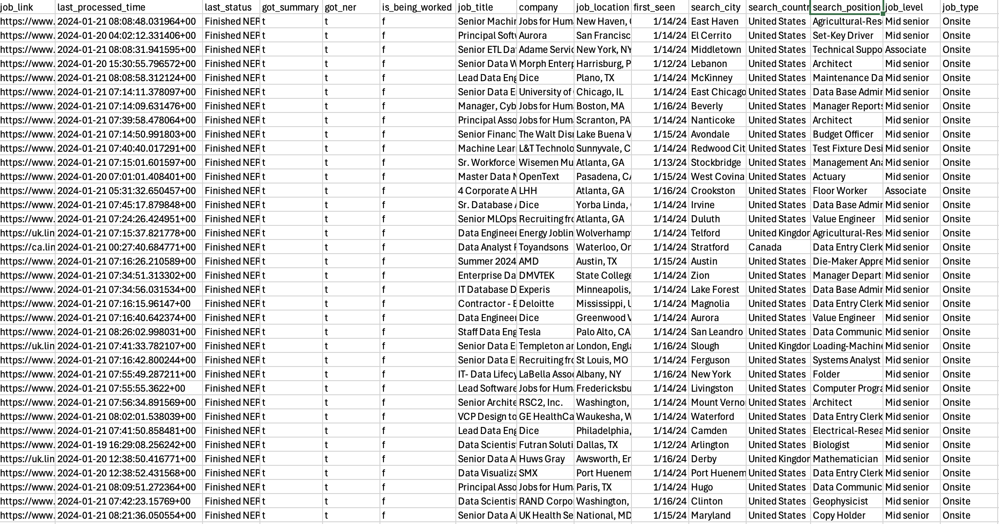 job_link last_processed_time last_status got_summary got_ner is_being_worked job_title company job_location first_seen search_city search_countr search_position job_level job_type
https://www. 2024-01-21 08:08:48.031964+00 Finished NER t t f Senior Machin Jobs for Huma New Haven, 1/14/24 East Haven United States Agricultural-Res Mid senior Onsite
https://www. 2024-01-20 04:02:12.331406+00 Finished NER t t f Principal Softw Aurora San Francisc 1/14/24 El Cerrito United States Set-Key Driver Mid senior Onsite
https://www. 2024-01-21 08:08:31.941595+00 Finished NER t t f Senior ETL Da Adame Servic New York, NY 1/14/24 Middletown United States Technical Suppo Associate Onsite
https://www. 2024-01-20 15:30:55.796572+00 Finished NER t t f Senior Data W Morph Enterp Harrisburg, P 1/12/24 Lebanon United States Architect Mid senior Onsite
https://www. 2024-01-21 08:08:58.312124+00 Finished NER t t f Lead Data Eng Dice Plano, TX 1/14/24 McKinney United States Maintenance Da Mid senior Onsite
https://www. 2024-01-21 07:14:11.378097+00 Finished NER t t f Senior Data E University of Chicago, IL 1/14/24 East Chicago United States Data Base Admin Mid senior Onsite
https://www. 2024-01-21 07:14:09.631476+00 Finished NER t t f Manager, Cyb Jobs for Huma Boston, MA 1/16/24 Beverly United States Manager Reports Mid senior Onsite
https://www. 2024-01-21 07:39:58.478064+00 Finished NER t t f Principal Asso Jobs for Huma Scranton, PA 1/14/24 Nanticoke United States Architect Mid senior Onsite
https://www. 2024-01-21 07:14:50.991803+00 Finished NER t t f Senior Financ The Walt Disn Lake Buena V 1/15/24 Avondale United States Budget Officer Mid senior Onsite
https://www. 2024-01-21 07:40:40.017291+00 Finished NER t t f Machine Lear L&T Technolo Sunnyvale, C 1/14/24 Redwood Cit United States Test Fixture Desi Mid senior Onsite
https://www. 2024-01-21 07:15:01.601597+00 Finished NER t t f Sr. Workforce Wisemen Mu Atlanta, GA 1/13/24 Stockbridge United States Management Ana Mid senior Onsite
https://www. 2024-01-20 07:01:01.408401+00 Finished NER t t f Master Data M OpenText Pasadena, CA 1/15/24 West Covina United States Actuary Mid senior Onsite
https://www. 2024-01-21 05:31:32.650457+00 Finished NER t t f 4 Corporate A LHH Atlanta, GA 1/16/24 Crookston United States Floor Worker Associate Onsite
https://www. 2024-01-21 07:45:17.879848+00 Finished NER t t f Sr. Database A Dice Yorba Linda, 1/14/24 Irvine United States Data Base Admin Mid senior Onsite
https://www. 2024-01-21 07:24:26.424951+00 Finished NER t t f Senior MLOps Recruiting fro Atlanta, GA 1/14/24 Duluth United States Value Engineer Mid senior Onsite
https://uk.lin 2024-01-21 07:15:37.821778+00 Finished NER t t f Data Engineer Energy Joblin Wolverhampt 1/14/24 Telford United Kingdom Agricultural-Res Mid senior Onsite
https://ca.lin 2024-01-21 00:27:40.684771+00 Finished NER t t f Data Analyst P Toyandsons Waterloo, On 1/14/24 Stratford Canada Data Entry Clerk Mid senior Onsite
https://www. 2024-01-21 07:16:26.210589+00 Finished NER t t f Summer 2024 AMD Austin, TX 1/15/24 Austin United States Die-Maker Appre Mid senior Onsite
https://www. 2024-01-21 07:34:51.313302+00 Finished NER t t f Enterprise Da DMVTEK State College 1/14/24 Zion United States Manager Depart Mid senior Onsite
https://www. 2024-01-21 07:34:56.031534+00 Finished NER t t f IT Database D Experis Minneapolis, 1/14/24 Lake Forest United States Data Base Admin Mid senior Onsite
https://www. 2024-01-21 07:16:15.96147+00 Finished NER t t f Contractor - E Deloitte Mississippi, U 1/14/24 Magnolia United States Data Entry Clerk Mid senior Onsite
https://www. 2024-01-21 07:16:40.642374+00 Finished NER t t f Data Engineer Dice Greenwood V 1/14/24 Aurora United States Value Engineer Mid senior Onsite
https://www. 2024-01-21 08:26:02.998031+00 Finished NER t t f Staff Data Eng Tesla Palo Alto, CA 1/14/24 San Leandro United States Data Communic Mid senior Onsite
https://uk.lin 2024-01-21 07:41:33.782107+00 Finished NER t t f Senior Data E Templeton an London, Engla 1/16/24 Slough United Kingdom Loading-Machine Mid senior Onsite
https://www. 2024-01-21 07:16:42.800244+00 Finished NER t t f Senior Data E Recruiting fro St Louis, MO 1/14/24 Ferguson United States Systems Analyst Mid senior Onsite
https://www. 2024-01-21 07:55:49.287211+00 Finished NER t t f IT- Data Lifecy LaBella Assoc Albany, NY 1/16/24 New York United States Folder Mid senior Onsite
https://www. 2024-01-21 07:55:55.3622+00 Finished NER t t f Lead Software Jobs for Huma Fredericksbu 1/14/24 Livingston United States Computer Progra Mid senior Onsite
https://www. 2024-01-21 07:56:34.891569+00 Finished NER t t f Senior Archite RSC2, Inc. Washington, 1/14/24 Mount Verno United States Architect Mid senior Onsite
https://www. 2024-01-21 08:02:01.538039+00 Finished NER t t f VCP Design to GE HealthCa Waukesha, W 1/14/24 Waterford United States Data Entry Clerk Mid senior Onsite
https://www. 2024-01-21 07:41:50.858481+00 Finished NER t t f Lead Data Eng Dice Philadelphia, 1/14/24 Camden United States Electrical-Resea Mid senior Onsite
https://www. 2024-01-19 16:29:08.256242+00 Finished NER t t f Data Scientist Futran Soluti Dallas, TX 1/12/24 Arlington United States Biologist Mid senior Onsite
https://uk.lin 2024-01-20 12:38:50.416771+00 Finished NER t t f Senior Data A Huws Gray Awsworth, En 1/16/24 Derby United Kingdom Mathematician Mid senior Onsite
https://www. 2024-01-20 12:38:52.431568+00 Finished NER t t f Data Visualiza SMX Port Huenem 1/14/24 Port Huenem United States Data Entry Clerk Mid senior Onsite
https://www. 2024-01-21 08:09:51.272364+00 Finished NER t t f Principal Asso Jobs for Huma Paris, TX 1/14/24 Hugo United States Data Communic Mid senior Onsite
https://www. 2024-01-21 07:42:23.15769+00 Finished NER t t f Data Scientist RAND Corpo Washington, 1/16/24 Clinton United States Geophysicist Mid senior Onsite
https://www. 2024-01-21 08:21:36.050554+00 Finished NER t t f Senior Data A UK Health Se National, MD 1/15/24 Maryland United States Copy Holder Mid senior Onsite